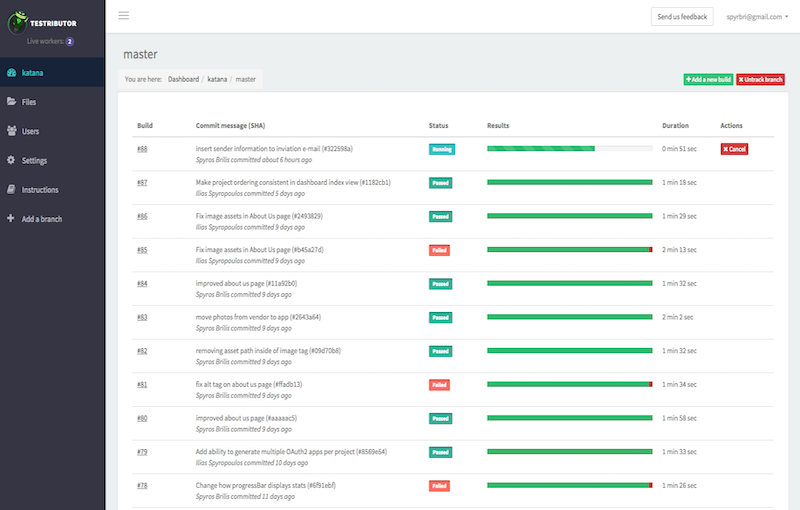 TESTRIBUTOR
Live workers: 2
katana
Files
Users
Settings
Instructions
Add a branch
Send us feedback
spyrbri@gmail.com
master
You are here: Dashboard / katana / master
Add a new build
Untrack branch
Build Commit message (SHA) Status Results Duration Actions
#88 insert sender information to inviation e-mail (#322598a) Running 0 min 51 sec Cancel
Spyros Brilis committed about 6 hours ago
#87 Make project ordering consistent in dashboard index view (#1182cb1) Passed 1 min 18 sec
Ilias Spyropoulos committed 5 days ago
#86 Fix image assets in About Us page (#2493829) Passed 1 min 29 sec
Spyros Brilis committed 9 days ago
#85 Fix image assets in About Us page (#b45a27d) Failed 2 min 13 sec
Ilias Spyropoulos committed 9 days ago
#84 improved about us page (#11a92b0) Passed 1 min 32 sec
Spyros Brilis committed 9 days ago
#83 move photos from vendor to app (#2643a64) Passed 2 min 2 sec
Spyros Brilis committed 9 days ago
#82 removing asset path inside of image tag (#09d70b8) Passed 1 min 32 sec
Spyros Brilis committed 9 days ago
#81 fix alt tag on about us page (#ffadb13) Failed 1 min 34 sec
Spyros Brilis committed 9 days ago
#80 improved about us page (#aaaaac5) Passed 1 min 58 sec
Spyros Brilis committed 9 days ago
#79 Add ability to generate multiple OAuth2 apps per project (#8569e54) Passed 1 min 33 sec
Ilias Spyropoulos committed 10 days ago
#78 Change how progressBar displays stats (#6f91ebf) Failed 1 min 26 sec
Spyros Brilis committed 11 days ago